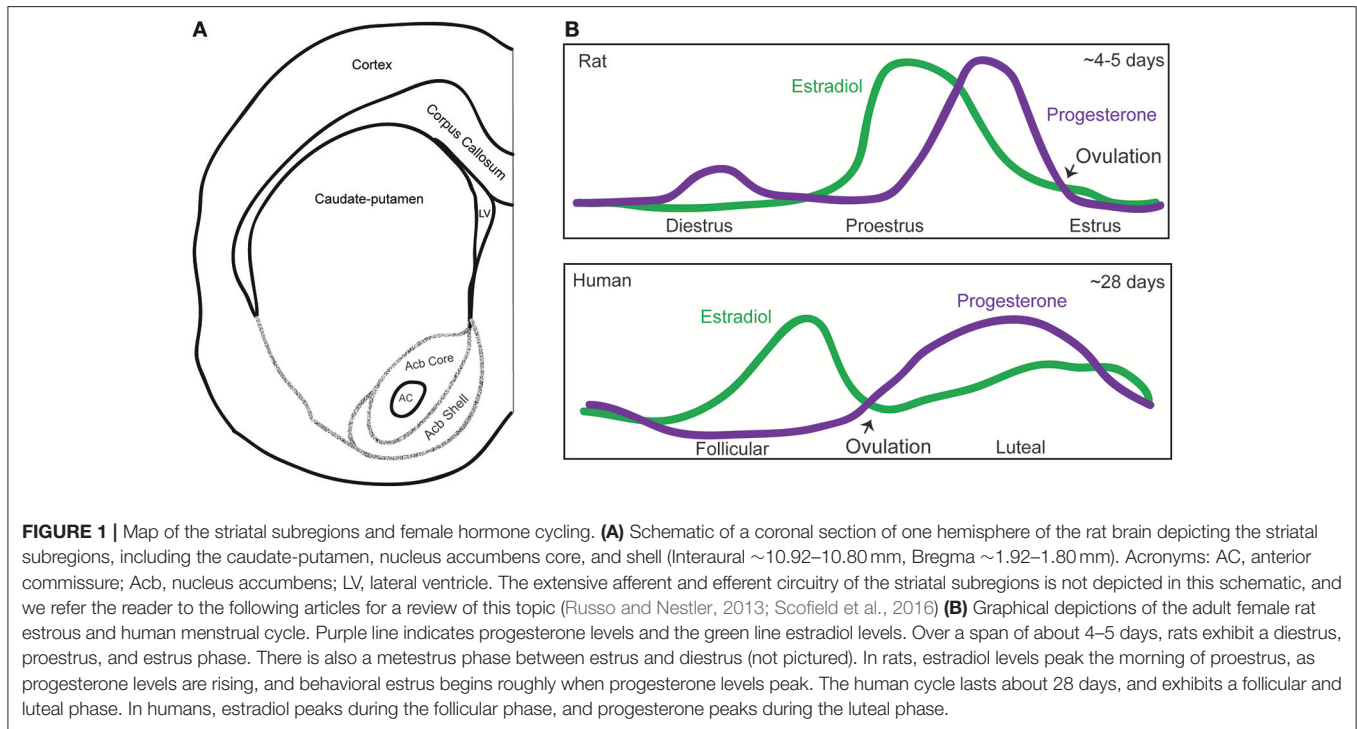 A
Cortex
Corpus Callosum
Caudate-putamen
LV
Acb Core
AC
Acb Shell
B
Rat
~4-5 days
Estradiol
Progesterone
Ovulation
Diestrus
Proestrus
Estrus
Human
~28 days
Progesterone
Estradiol
Follicular
Ovulation
Luteal
FIGURE 1 | Map of the striatal subregions and female hormone cycling. (A) Schematic of a coronal section of one hemisphere of the rat brain depicting the striatal
subregions, including the caudate-putamen, nucleus accumbens core, and shell (Interaural ~10.92–10.80 mm, Bregma ~1.92–1.80 mm). Acronyms: AC, anterior
commissure; Acb, nucleus accumbens; LV, lateral ventricle. The extensive afferent and efferent circuitry of the striatal subregions is not depicted in this schematic, and
we refer the reader to the following articles for a review of this topic (Russo and Nestler, 2013; Scofield et al., 2016) (B) Graphical depictions of the adult female rat
estrous and human menstrual cycle. Purple line indicates progesterone levels and the green line estradiol levels. Over a span of about 4–5 days, rats exhibit a diestrus,
proestrus, and estrus phase. There is also a metestrus phase between estrus and diestrus (not pictured). In rats, estradiol levels peak the morning of proestrus, as
progesterone levels are rising, and behavioral estrus begins roughly when progesterone levels peak. The human cycle lasts about 28 days, and exhibits a follicular and
luteal phase. In humans, estradiol peaks during the follicular phase, and progesterone peaks during the luteal phase.